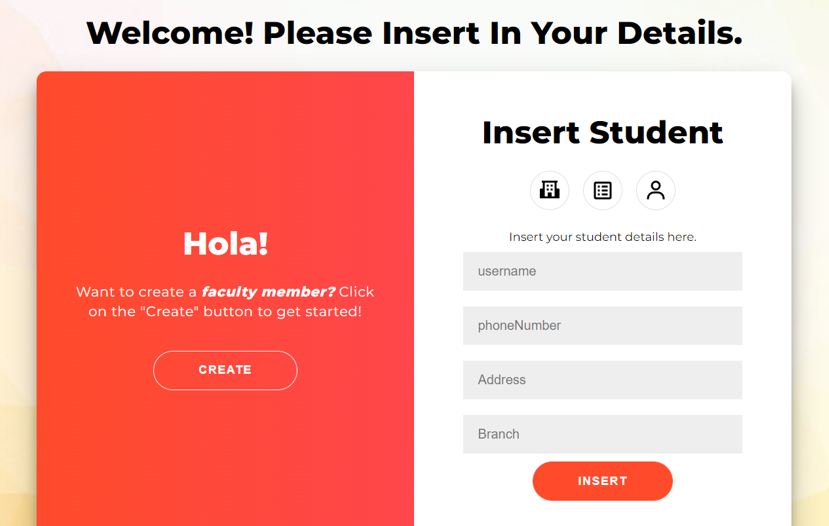 Welcome! Please Insert In Your Details.
Hola!
Want to create a faculty member? Click
on the "Create" button to get started!
CREATE
Insert Student
Insert your student details here.
username
phoneNumber
Address
Branch
INSERT